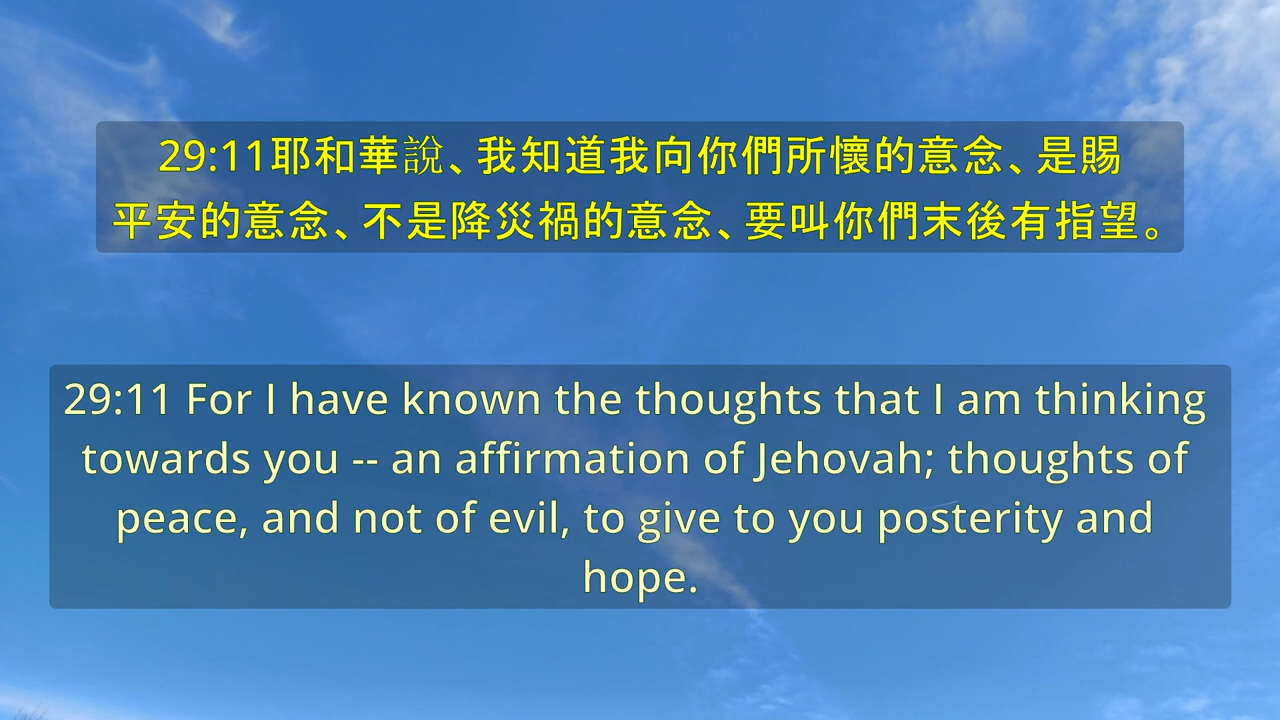 29:11耶和華說、我知道我向你們所懷的意念、是賜
平安的意念、不是降災禍的意念、要叫你們末後有指望。
29:11 For I have known the thoughts that I am thinking
towards you -- an affirmation of Jehovah; thoughts of
peace, and not of evil, to give to you posterity and
hope.